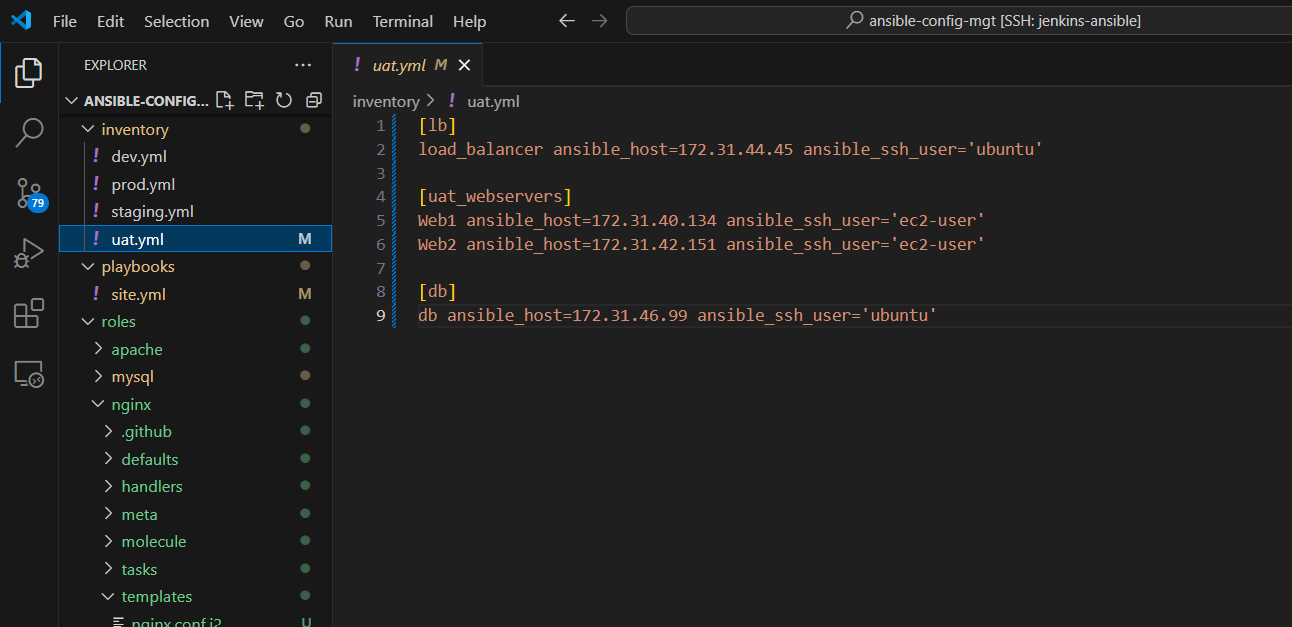 File Edit Selection View Go Run Terminal Help
ansible-config-mgt [SSH: jenkins-ansible]
EXPLORER
ANSIBLE-CONFIG...
inventory
! dev.yml
! prod.yml
! staging.yml
! uat.yml M
playbooks
! site.yml M
roles
apache
mysql
nginx
.github
defaults
handlers
meta
molecule
tasks
templates
nginx.conf.j2 U
79
! uat.yml M
inventory > ! uat.yml
1 [lb]
2 load_balancer ansible_host=172.31.44.45 ansible_ssh_user='ubuntu'
3
4 [uat_webservers]
5 Web1 ansible_host=172.31.40.134 ansible_ssh_user='ec2-user'
6 Web2 ansible_host=172.31.42.151 ansible_ssh_user='ec2-user'
7
8 [db]
9 db ansible_host=172.31.46.99 ansible_ssh_user='ubuntu'